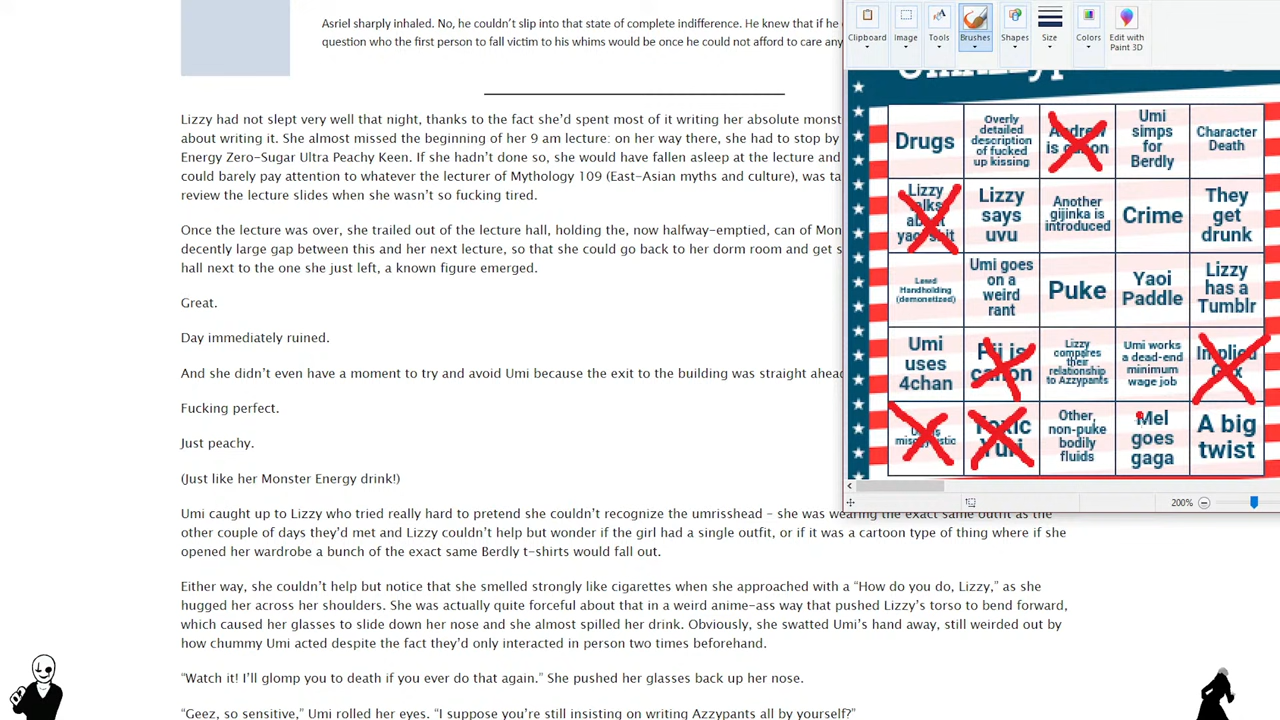 Asriel sharply inhaled. No, he couldn't slip into that state of complete indifference. He knew that if he
question who the first person to fall victim to his whims would be once he could not afford to care any
Lizzy had not slept very well that night, thanks to the fact she'd spent most of it writing her absolute monst
about writing it. She almost missed the beginning of her 9 am lecture: on her way there, she had to stop by
Energy Zero-Sugar Ultra Peachy Keen. If she hadn't done so, she would have fallen asleep at the lecture and
could barely pay attention to whatever the lecturer of Mythology 109 (East-Asian myths and culture), was ta
review the lecture slides when she wasn't so fucking tired.
Once the lecture was over, she trailed out of the lecture hall, holding the, now halfway-emptied, can of Mon
decently large gap between this and her next lecture, so that she could go back to her dorm room and get s
hall next to the one she just left, a known figure emerged.
Great.
Day immediately ruined.
And she didn't even have a moment to try and avoid Umi because the exit to the building was straight ahead
Fucking perfect.
Just peachy.
(Just like her Monster Energy drink!)
Umi caught up to Lizzy who tried really hard to pretend she couldn't recognize the umrisshead – she was wearing the exact same outfit as the
other couple of days they'd met and Lizzy couldn't help but wonder if the girl had a single outfit, or if it was a cartoon type of thing where if she
opened her wardrobe a bunch of the exact same Berdly t-shirts would fall out.
Either way, she couldn't help but notice that she smelled strongly like cigarettes when she approached with a "How do you do, Lizzy," as she
hugged her across her shoulders. She was actually quite forceful about that in a weird anime-ass way that pushed Lizzy's torso to bend forward,
which caused her glasses to slide down her nose and she almost spilled her drink. Obviously, she swatted Umi's hand away, still weirded out by
how chummy Umi acted despite the fact they'd only interacted in person two times beforehand.
"Watch it! I'll glomp you to death if you ever do that again." She pushed her glasses back up her nose.
"Geez, so sensitive," Umi rolled her eyes. "I suppose you're still insisting on writing Azzypants all by yourself?"
Clipboard
Image
Tools
Brushes
Shapes
Size
Colors
Edit with
Paint 3D
Drugs
Overly
detailed
description
of fucked
up kissing
Andrew
is canon
Umi
simps
for
Berdly
Character
Death
Lizzy
talks
about
Lizzy
says
uvu
Another
gijinka is
introduced
Crime
They
get
drunk
Lewd
Handholding
(demonetized)
Umi goes
on a
weird
rant
Puke
Yaoi
Paddle
Lizzy
has a
Tumblr
Umi
uses
4chan
is
canon
Lizzy
compares
their
relationship
to Azzypants
Umi works
a dead-end
minimum
wage job
Implied
Toxic
Yuri
Other,
non-puke
bodily
fluids
Mel
goes
gaga
A big
twist
200%